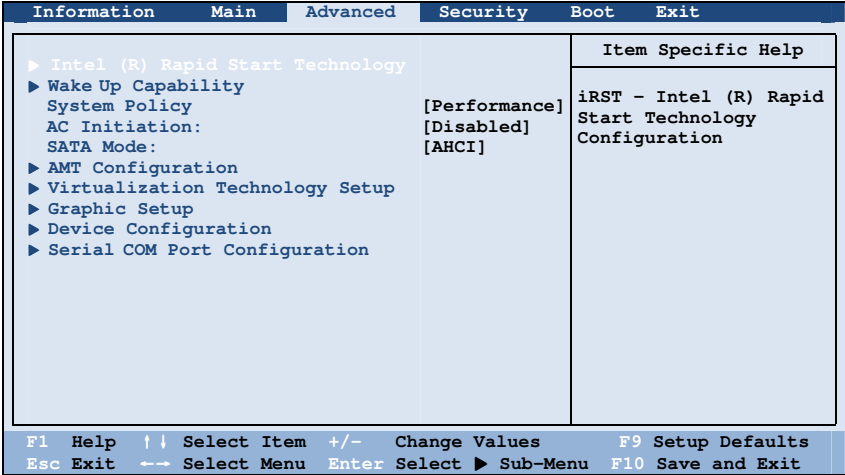 Information Main Advanced Security Boot Exit
Intel (R) Rapid Start Technology
▶ Wake Up Capability
System Policy [Performance]
AC Initiation: [Disabled]
SATA Mode: [AHCI]
▶ AMT Configuration
▶ Virtualization Technology Setup
▶ Graphic Setup
▶ Device Configuration
▶ Serial COM Port Configuration
Item Specific Help
iRST - Intel (R) Rapid
Start Technology
Configuration
F1 Help ↑↓ Select Item +/- Change Values F9 Setup Defaults
Esc Exit ←→ Select Menu Enter Select ▶ Sub-Menu F10 Save and Exit